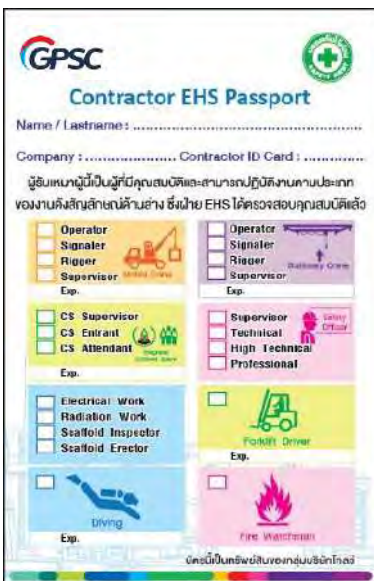 GPSC
Contractor EHS Passport
Name / Lastname :
Company : Contractor ID Card :
ผู้รับเหมาผู้นี้เป็นผู้ที่มีคุณสมบัติและสามารถปฏิบัติงานตามประเภท
ของงานดังสัญลักษณ์ด้านล่าง ซึ่งฝ่าย EHS ได้ตรวจสอบคุณสมบัติแล้ว
Operator
Signaler
Rigger
Supervisor
Mobile Crane
Exp.
Operator
Signaler
Rigger
Supervisor
Stationary Crane
Exp.
CS Supervisor
CS Entrant
CS Attendant
Confined Space
Exp.
Supervisor
Technical
High Technical
Professional
Safety Officer
Electrical Work
Radiation Work
Scaffold Inspector
Scaffold Erector
Forklift Driver
Exp.
Diving
Exp.
Fire Watchman
บัตรนี้เป็นทรัพย์สินของกลุ่มบริษัทโกลว์